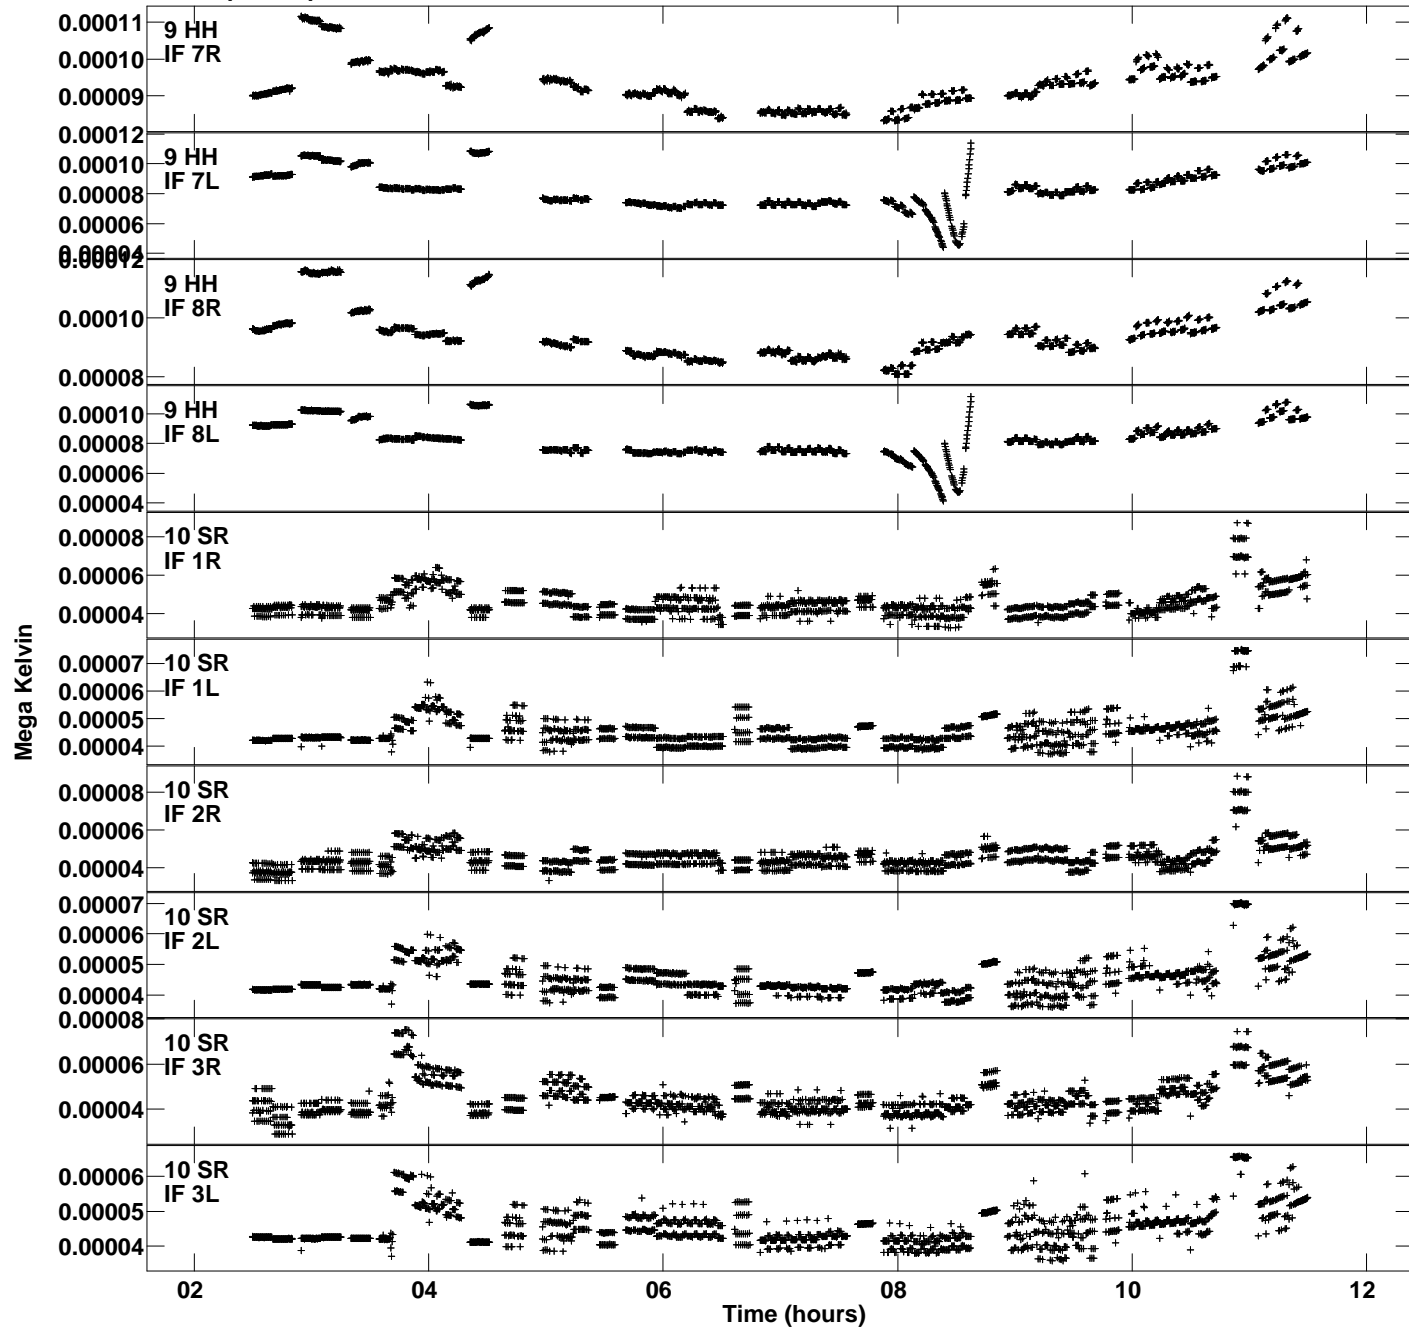 0.00011
0.00010
0.00009
9 HH
IF 7R
0.00012
0.00010
0.00008
0.00006
0.00004
9 HH
IF 7L
0.00012
0.00010
0.00008
9 HH
IF 8R
0.00010
0.00008
0.00006
0.00004
9 HH
IF 8L
0.00008
0.00006
0.00004
10 SR
IF 1R
0.00007
0.00006
0.00005
0.00004
10 SR
IF 1L
0.00008
0.00006
0.00004
10 SR
IF 2R
0.00007
0.00006
0.00005
0.00004
10 SR
IF 2L
0.00008
0.00006
0.00004
10 SR
IF 3R
0.00006
0.00005
0.00004
10 SR
IF 3L
Mega Kelvin
02 04 06 08 10 12
Time (hours)